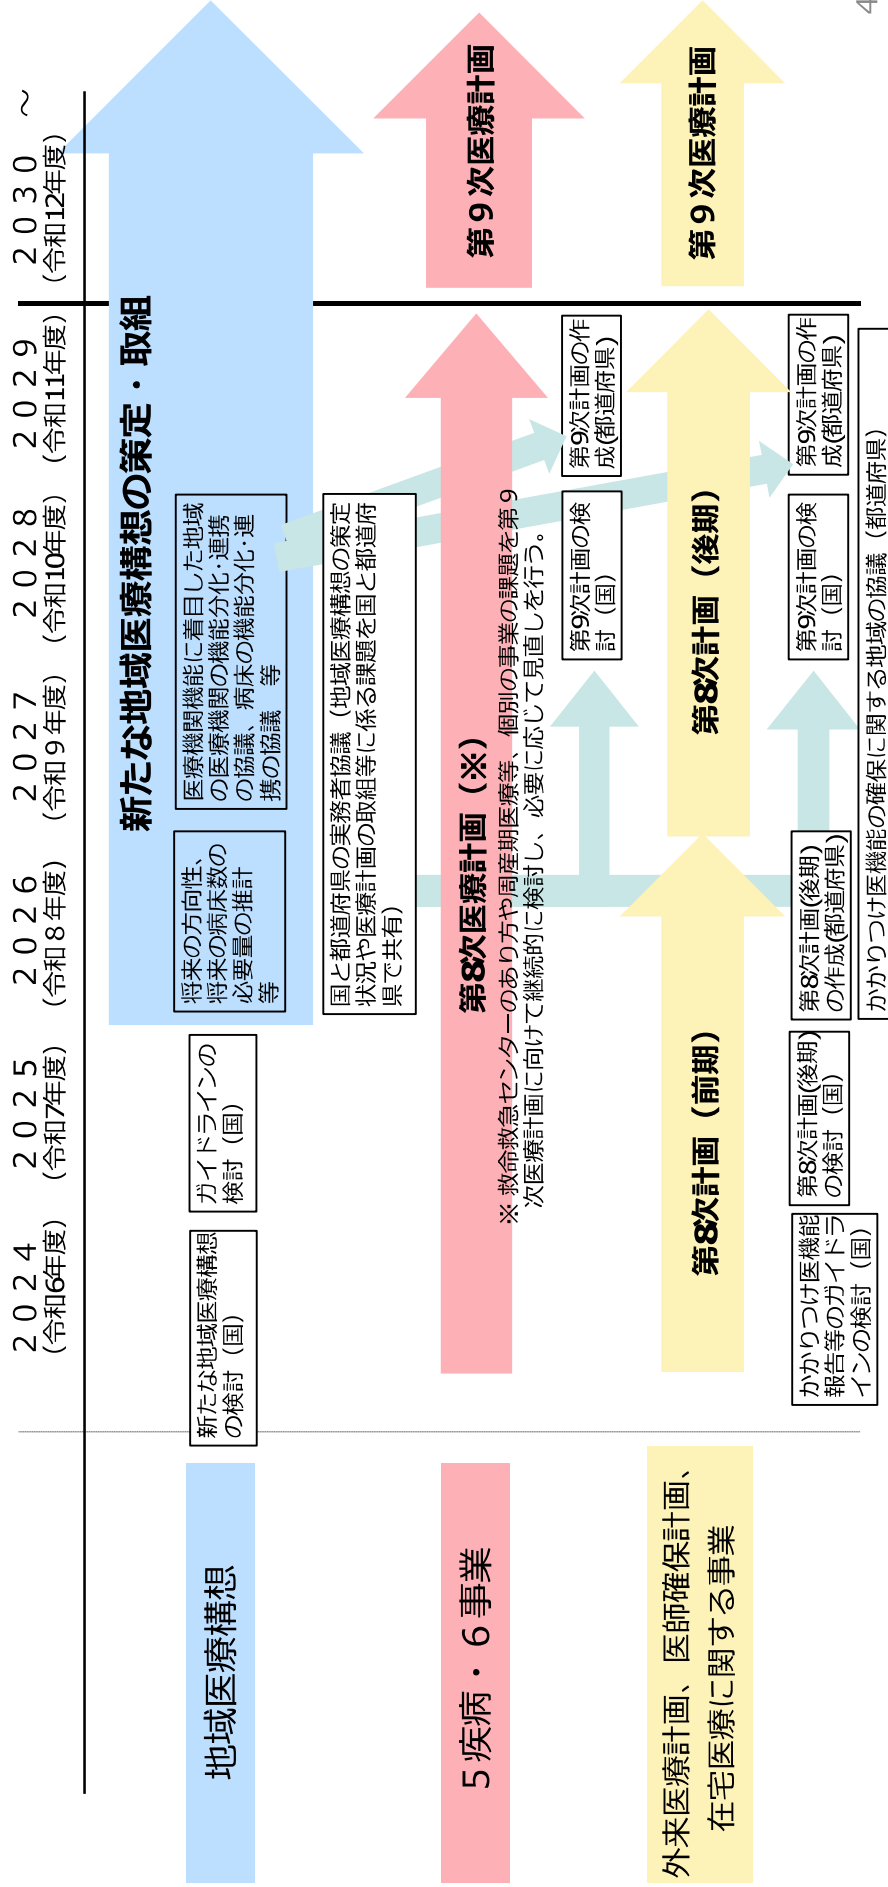 ２０２４
（令和6年度）
２０２５
（令和7年度）
２０２６
（令和８年度）
２０２７
（令和９年度）
２０２８
（令和10年度）
２０２９
（令和11年度）
２０３０　～
（令和12年度）
地域医療構想
新たな地域医療構想の策定・取組
新たな地域医療構想
の検討（国）
ガイドラインの
検討（国）
将来の方向性、
将来の病床数の
必要量の推計
等
医療機関機能に着目した地域
の医療機関の機能分化・連携
の協議、病床の機能分化・連
携の協議　等
国と都道府県の実務者協議（地域医療構想の策定
状況や医療計画の取組等に係る課題を国と都道府
県で共有）
５疾病・６事業
第8次医療計画（※）
第９次医療計画
※ 救命救急センターのあり方や周産期医療等、個別の事業の課題を第９
次医療計画に向けて継続的に検討し、必要に応じて見直しを行う。
第9次計画の検
討（国）
第9次計画の作
成(都道府県)
外来医療計画、医師確保計画、
在宅医療に関する事業
第8次計画（前期）
第8次計画（後期）
第９次医療計画
かかりつけ医機能
報告等のガイドラ
インの検討（国）
第8次計画(後期)
の検討（国）
第8次計画(後期)
の作成(都道府県)
第9次計画の検
討（国）
第9次計画の作
成(都道府県)
かかりつけ医機能の確保に関する地域の協議（都道府県）
4